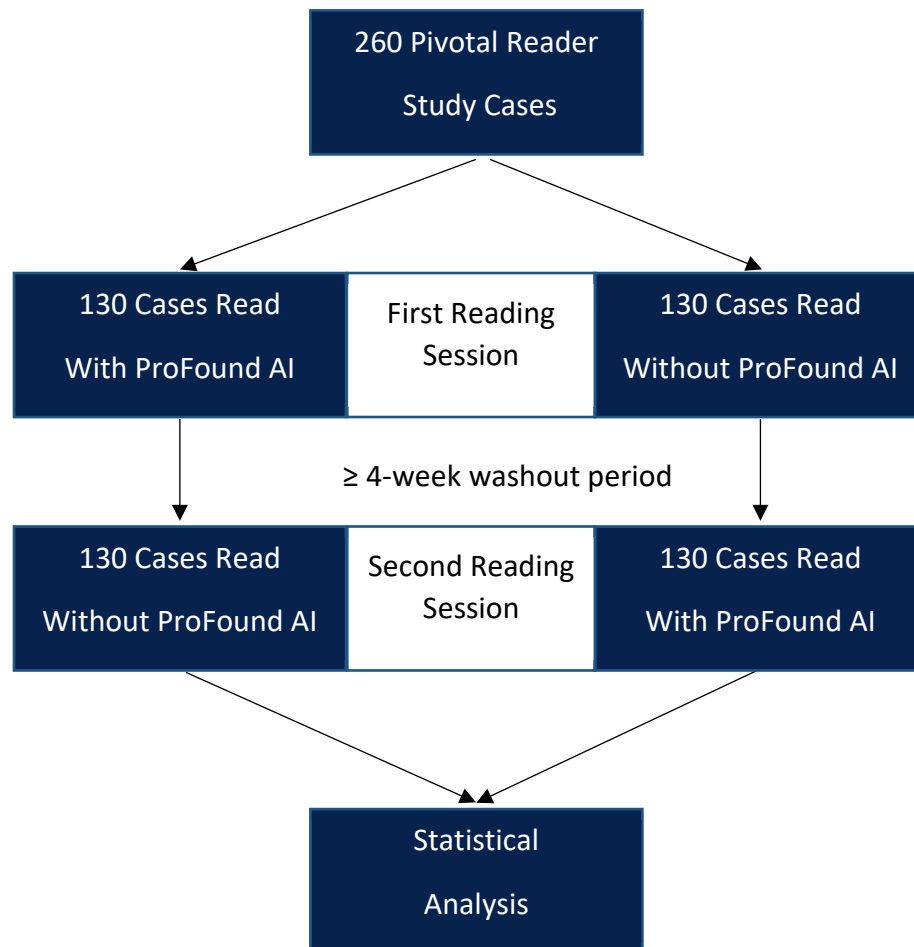 260 Pivotal Reader
Study Cases
130 Cases Read
With ProFound AI
First Reading
Session
130 Cases Read
Without ProFound AI
≥ 4-week washout period
130 Cases Read
Without ProFound AI
Second Reading
Session
130 Cases Read
With ProFound AI
Statistical
Analysis